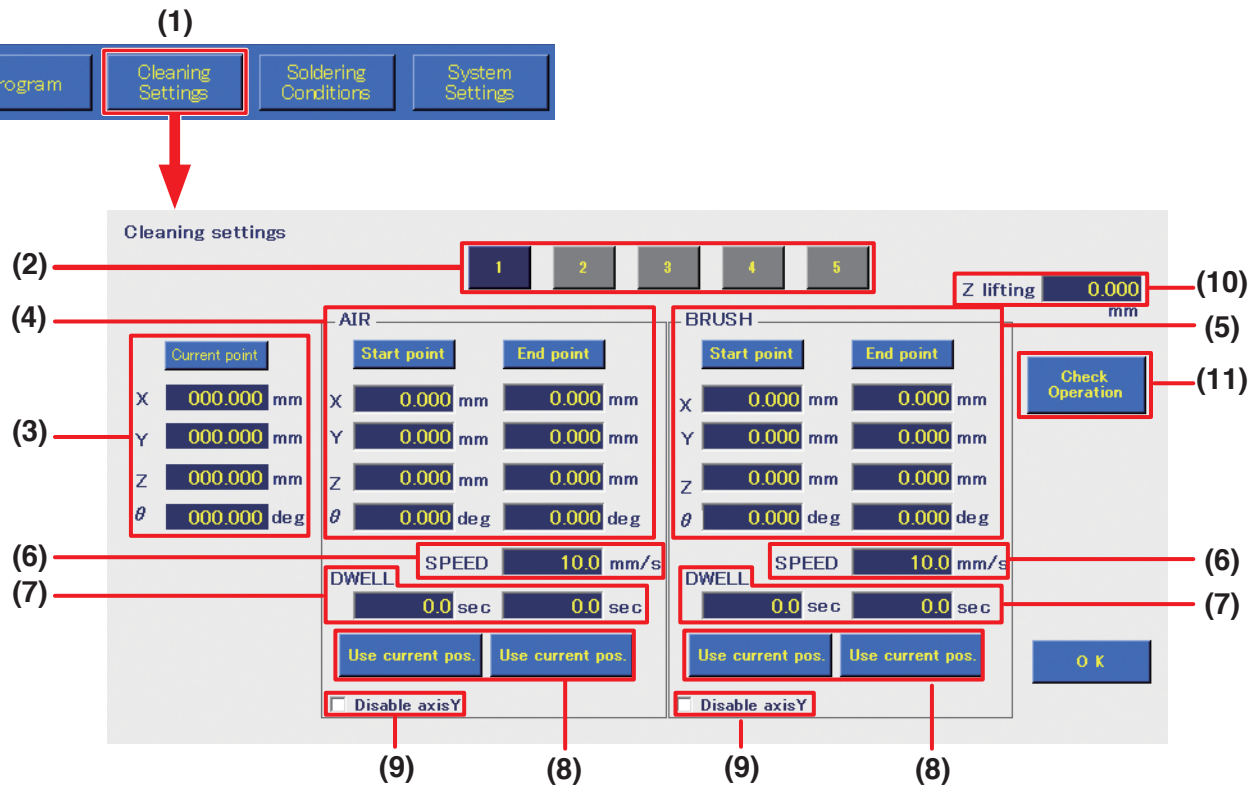 (1)
rogram
Cleaning Settings
Soldering Conditions
System Settings
Cleaning settings
(2)
1 2 3 4 5
Z lifting 0.000 mm
(10)
(4)
AIR
BRUSH
(5)
Current point
Start point End point
Start point End point
Check Operation
(11)
(3)
X 000.000 mm
X 0.000 mm 0.000 mm
X 0.000 mm 0.000 mm
Y 000.000 mm
Y 0.000 mm 0.000 mm
Y 0.000 mm 0.000 mm
Z 000.000 mm
Z 0.000 mm 0.000 mm
Z 0.000 mm 0.000 mm
θ 000.000 deg
θ 0.000 deg 0.000 deg
θ 0.000 deg 0.000 deg
(6)
SPEED 10.0 mm/s
SPEED 10.0 mm/s
(6)
(7)
DWELL
0.0 sec 0.0 sec
DWELL
0.0 sec 0.0 sec
(7)
Use current pos. Use current pos.
Use current pos. Use current pos.
O K
Disable axisY
Disable axisY
(9)
(8)
(9)
(8)